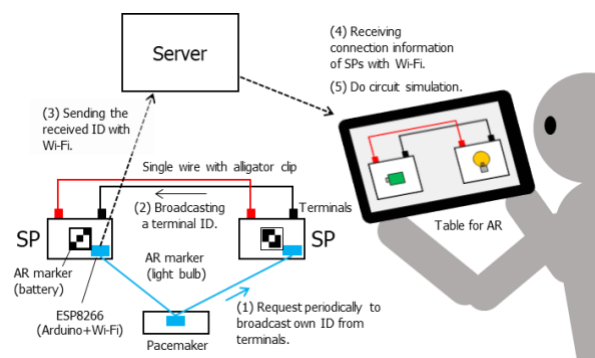 Server
(4) Receiving
connection information
of SPs with Wi-Fi.
(5) Do circuit simulation.
(3) Sending the
received ID with
Wi-Fi.
Single wire with alligator clip
(2) Broadcasting
a terminal ID.
Terminals
SP
SP
Table for AR
AR marker
(battery)
AR marker
(light bulb)
ESP8266
(Arduino+Wi-Fi)
Pacemaker
(1) Request periodically to
broadcast own ID from
terminals.